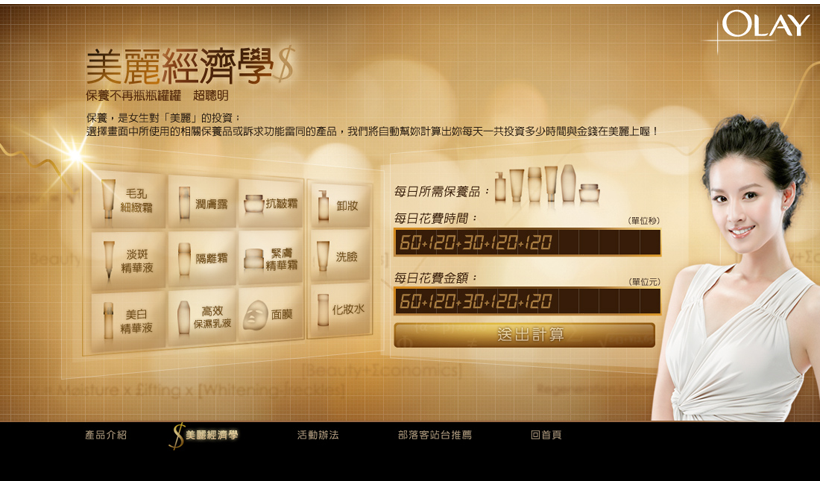 OLAY
美麗經濟學$
保養不再瓶瓶罐罐 超聰明
保養，是女生對「美麗」的投資；
選擇畫面中所使用的相關保養品或訴求功能當同的產品，我們將自動幫妳計算出妳每天一共投資多少時間與金錢在美麗上喔！
毛孔
細緻霜
潤膚露
抗皺霜
卸妝
淡斑
精華液
隔離霜
緊膚
精華霜
洗臉
美白
精華液
高效
保濕乳液
面膜
化妝水
每日所需保養品：
每日花費時間：
(單位秒)
60+120+30+120+120
每日花費金額：
(單位元)
60+120+30+120+120
送出計算
[Beauty+Σconomics]
Moisture x £ifting x [Whitening-freckles]
產品介紹
$美麗經濟學
活動辦法
部落客站台推薦
回首頁